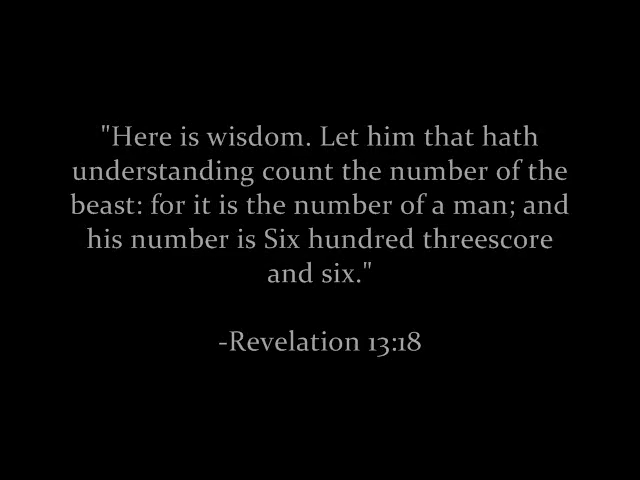 "Here is wisdom. Let him that hath
understanding count the number of the
beast: for it is the number of a man; and
his number is Six hundred threescore
and six."
-Revelation 13:18